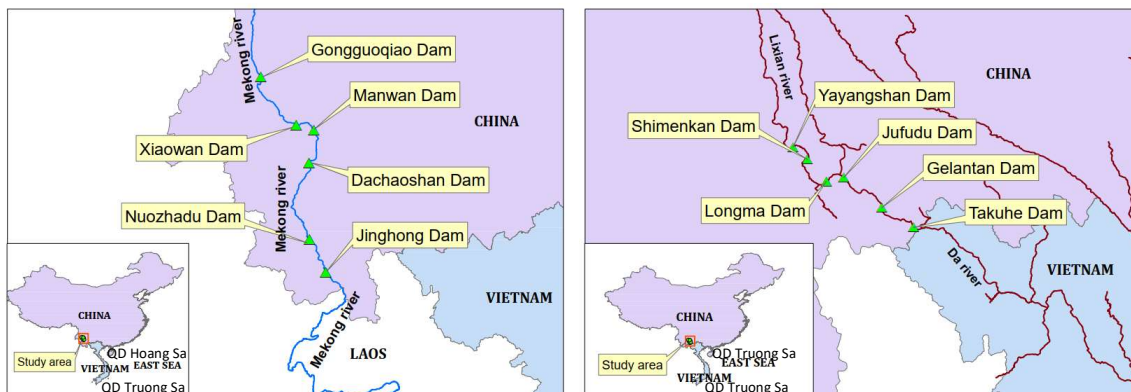 Mekong river
Gongguoqiao Dam
Manwan Dam
CHINA
Xiaowan Dam
Dachaoshan Dam
Mekong river
Nuozhadu Dam
Jinghong Dam
VIETNAM
Mekong river
LAOS
CHINA
Study area
QD Hoang Sa
VIETNAM
EAST SEA
QD Truong Sa
Lixian river
CHINA
Yayangshan Dam
Shimenkan Dam
Jufudu Dam
Gelantan Dam
Longma Dam
Takuhe Dam
Da river
VIETNAM
CHINA
Study area
QD Truong Sa
EAST SEA
VIETNAM
QD Truong Sa